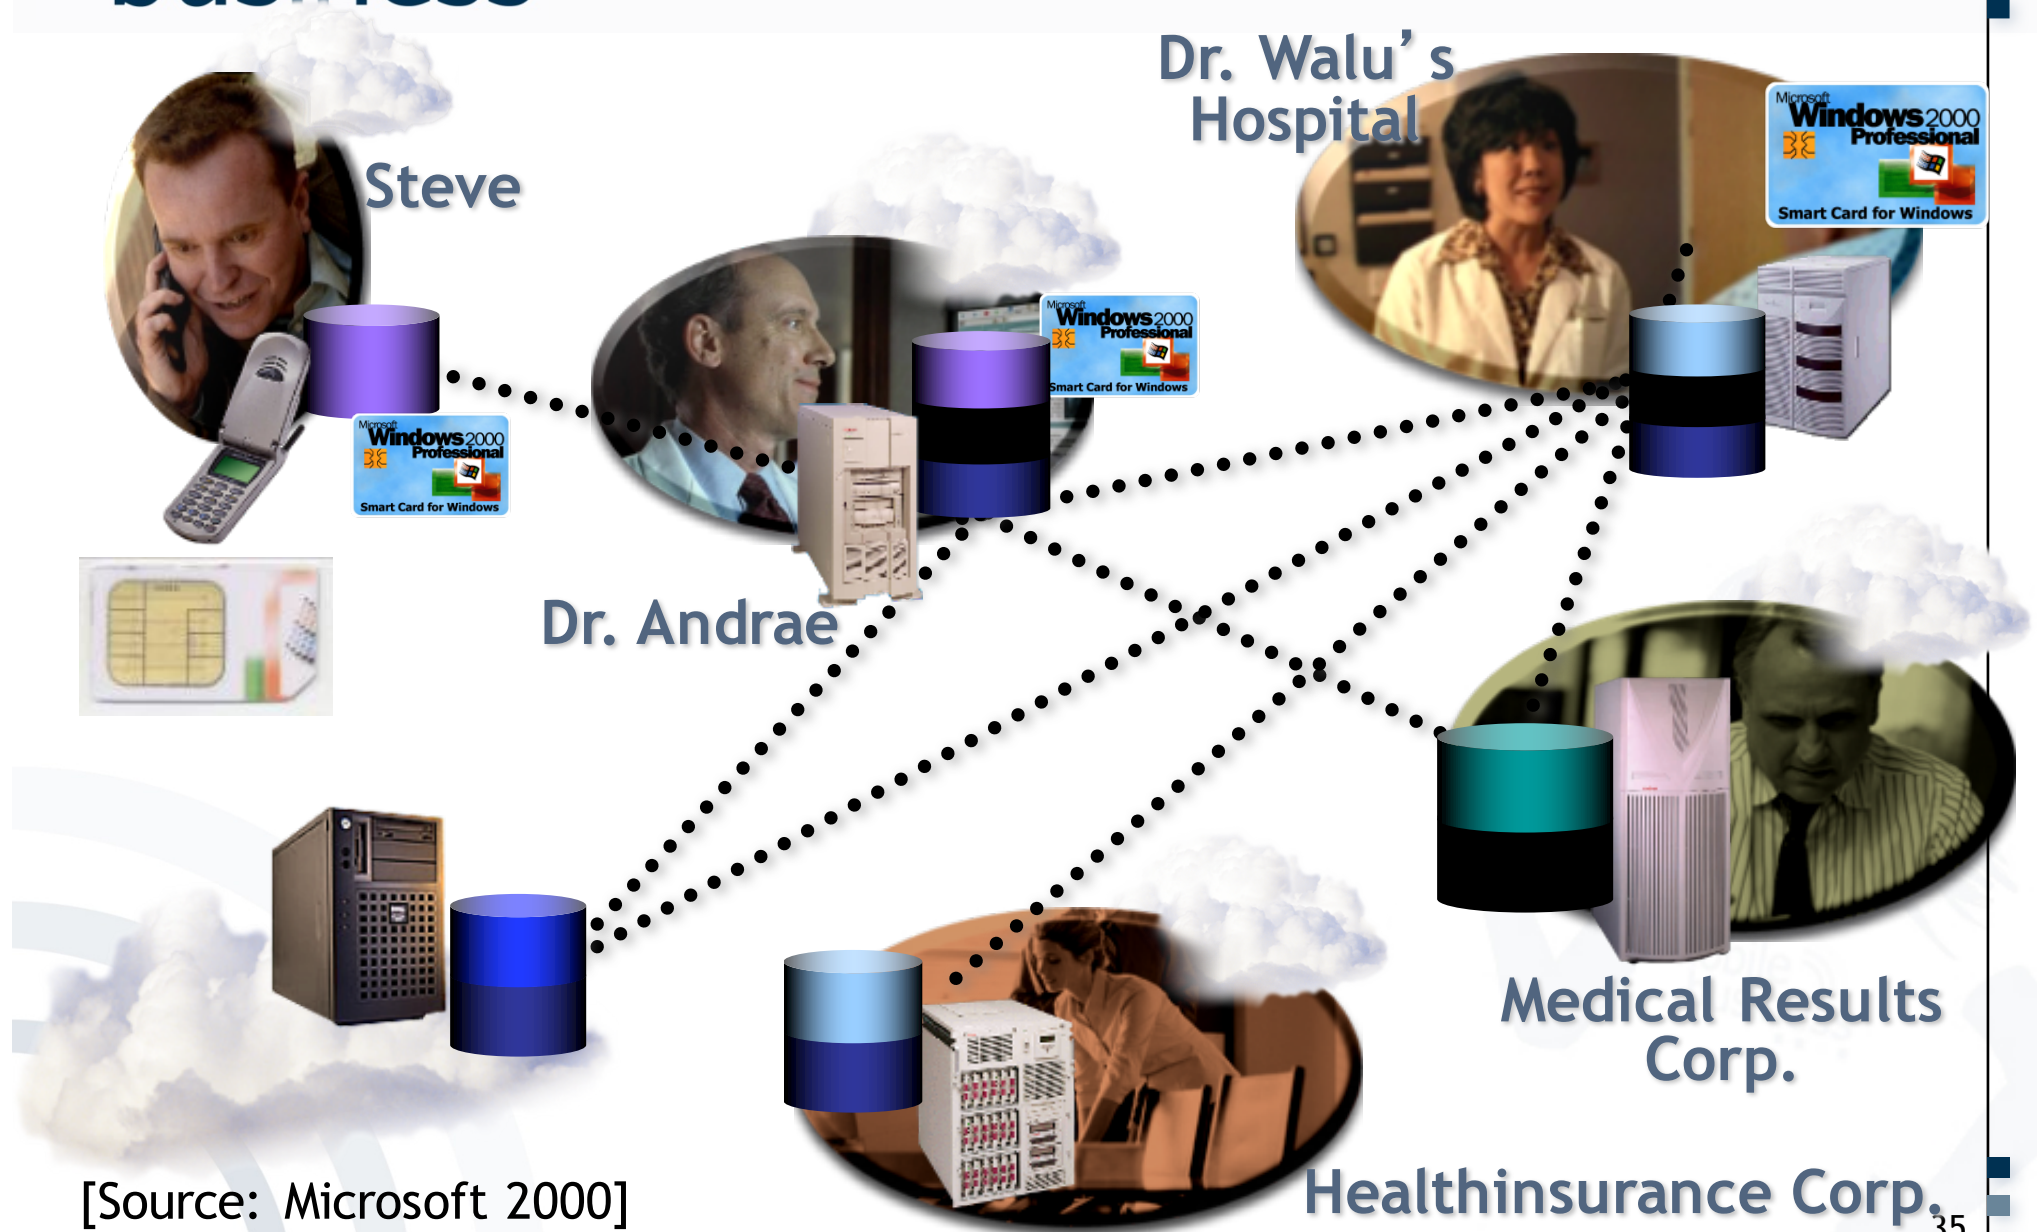 business
Dr. Walu's
Hospital
Microsoft
Windows 2000
Professional
Smart Card for Windows
Steve
Microsoft
Windows 2000
Professional
Smart Card for Windows
Microsoft
Windows 2000
Professional
Smart Card for Windows
Dr. Andrae
Medical Results
Corp.
Healthinsurance Corp.
[Source: Microsoft 2000]
35